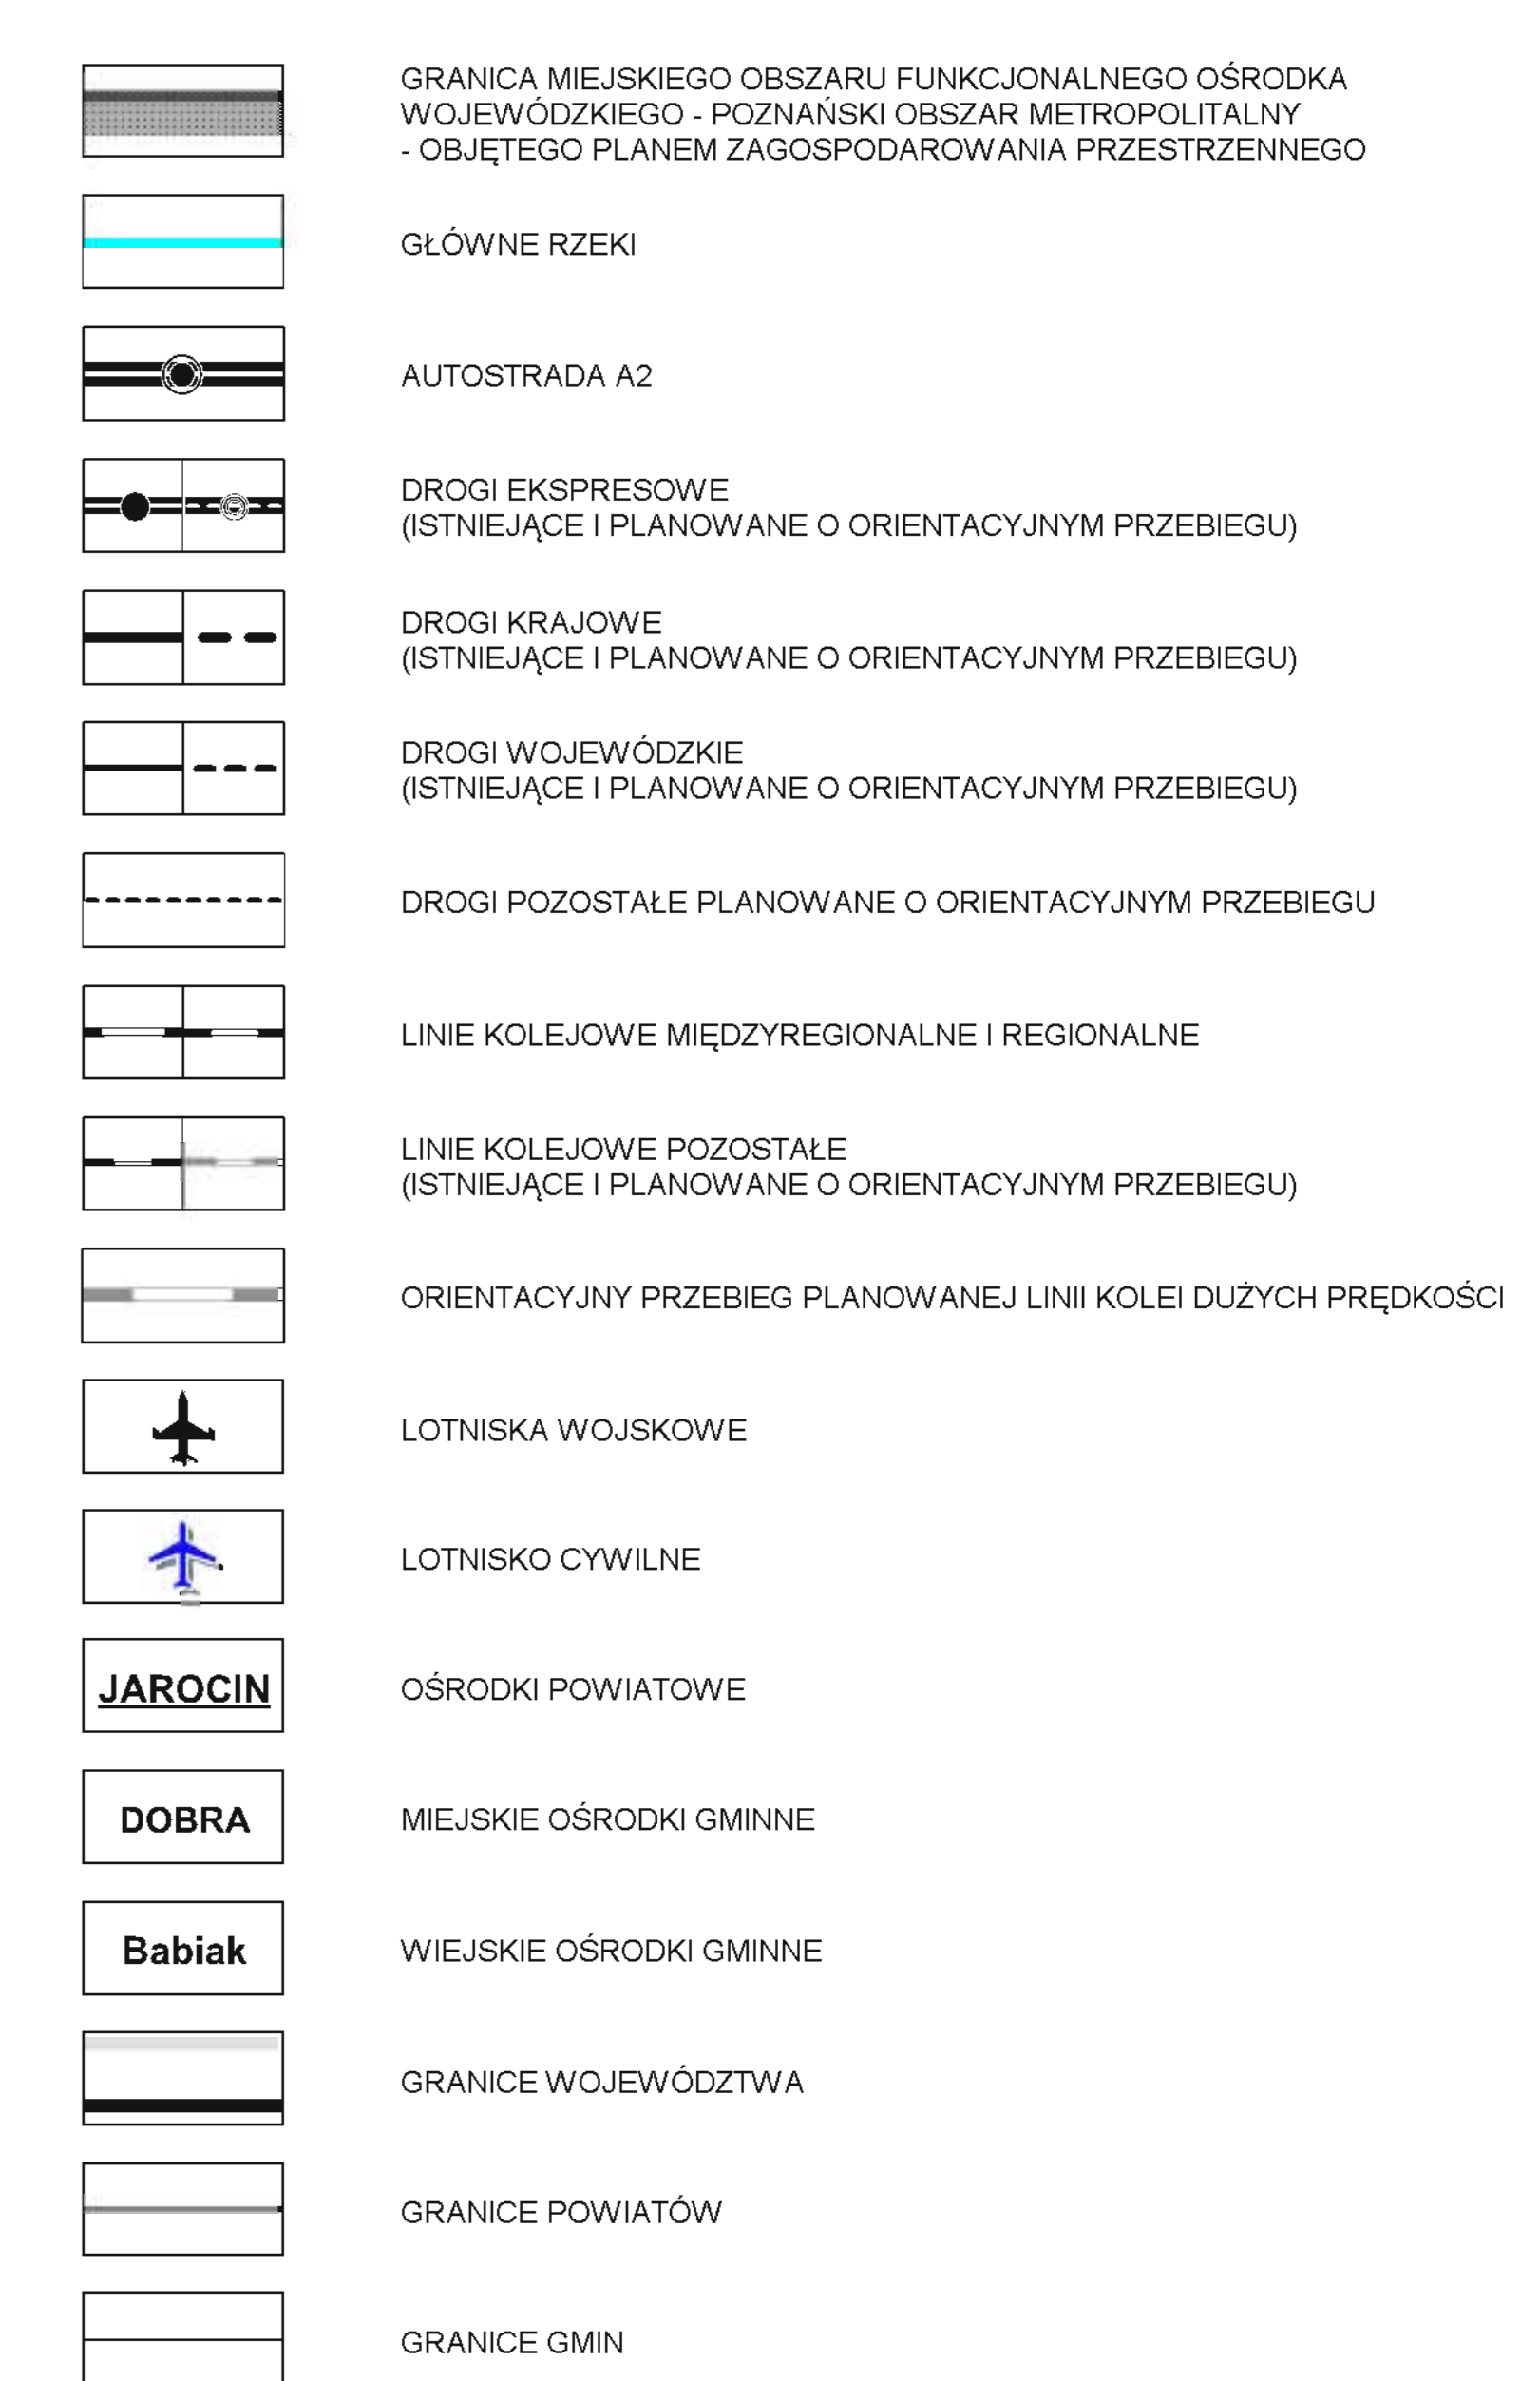 GRANICA MIEJSKIEGO OBSZARU FUNKCJONALNEGO OŚRODKA
WOJEWÓDZKIEGO - POZNAŃSKI OBSZAR METROPOLITALNY
- OBJĘTEGO PLANEM ZAGOSPODAROWANIA PRZESTRZENNEGO
GŁÓWNE RZEKI
AUTOSTRADA A2
DROGI EKSPRESOWE
(ISTNIEJĄCE I PLANOWANE O ORIENTACYJNYM PRZEBIEGU)
DROGI KRAJOWE
(ISTNIEJĄCE I PLANOWANE O ORIENTACYJNYM PRZEBIEGU)
DROGI WOJEWÓDZKIE
(ISTNIEJĄCE I PLANOWANE O ORIENTACYJNYM PRZEBIEGU)
DROGI POZOSTAŁE PLANOWANE O ORIENTACYJNYM PRZEBIEGU
LINIE KOLEJOWE MIĘDZYREGIONALNE I REGIONALNE
LINIE KOLEJOWE POZOSTAŁE
(ISTNIEJĄCE I PLANOWANE O ORIENTACYJNYM PRZEBIEGU)
ORIENTACYJNY PRZEBIEG PLANOWANEJ LINII KOLEI DUŻYCH PRĘDKOŚCI
LOTNISKA WOJSKOWE
LOTNISKO CYWILNE
JAROCIN OŚRODKI POWIATOWE
DOBRA MIEJSKIE OŚRODKI GMINNE
Babiak WIEJSKIE OŚRODKI GMINNE
GRANICE WOJEWÓDZTWA
GRANICE POWIATÓW
GRANICE GMIN